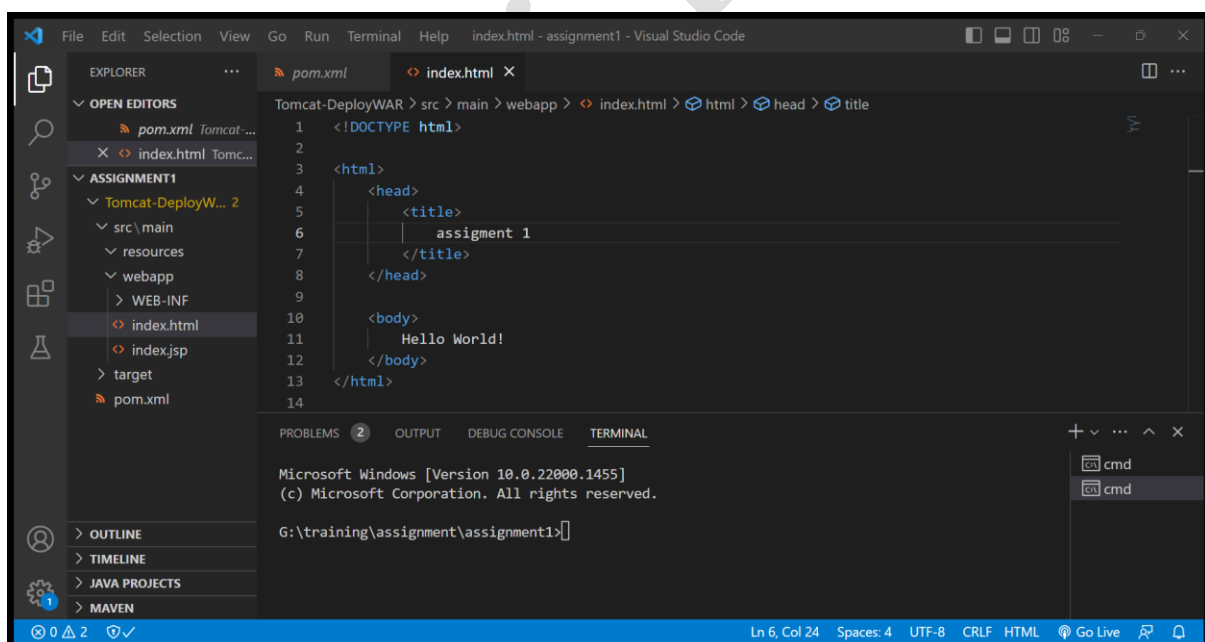 File Edit Selection View Go Run Terminal Help index.html - assignment1 - Visual Studio Code
EXPLORER ...
pom.xml
index.html
OPEN EDITORS
pom.xml Tomcat-...
index.html Tomc...
ASSIGNMENT1
Tomcat-DeployW... 2
src\main
resources
webapp
WEB-INF
index.html
index.jsp
target
pom.xml
OUTLINE
TIMELINE
JAVA PROJECTS
MAVEN
1
Tomcat-DeployWAR > src > main > webapp > index.html > html > head > title
1 <!DOCTYPE html>
2
3 <html>
4 <head>
5 <title>
6 assigment 1
7 </title>
8 </head>
9
10 <body>
11 Hello World!
12 </body>
13 </html>
14
PROBLEMS 2 OUTPUT DEBUG CONSOLE TERMINAL
Microsoft Windows [Version 10.0.22000.1455]
(c) Microsoft Corporation. All rights reserved.
G:\training\assignment\assignment1>
cmd
cmd
0 2 Ln 6, Col 24 Spaces: 4 UTF-8 CRLF HTML Go Live